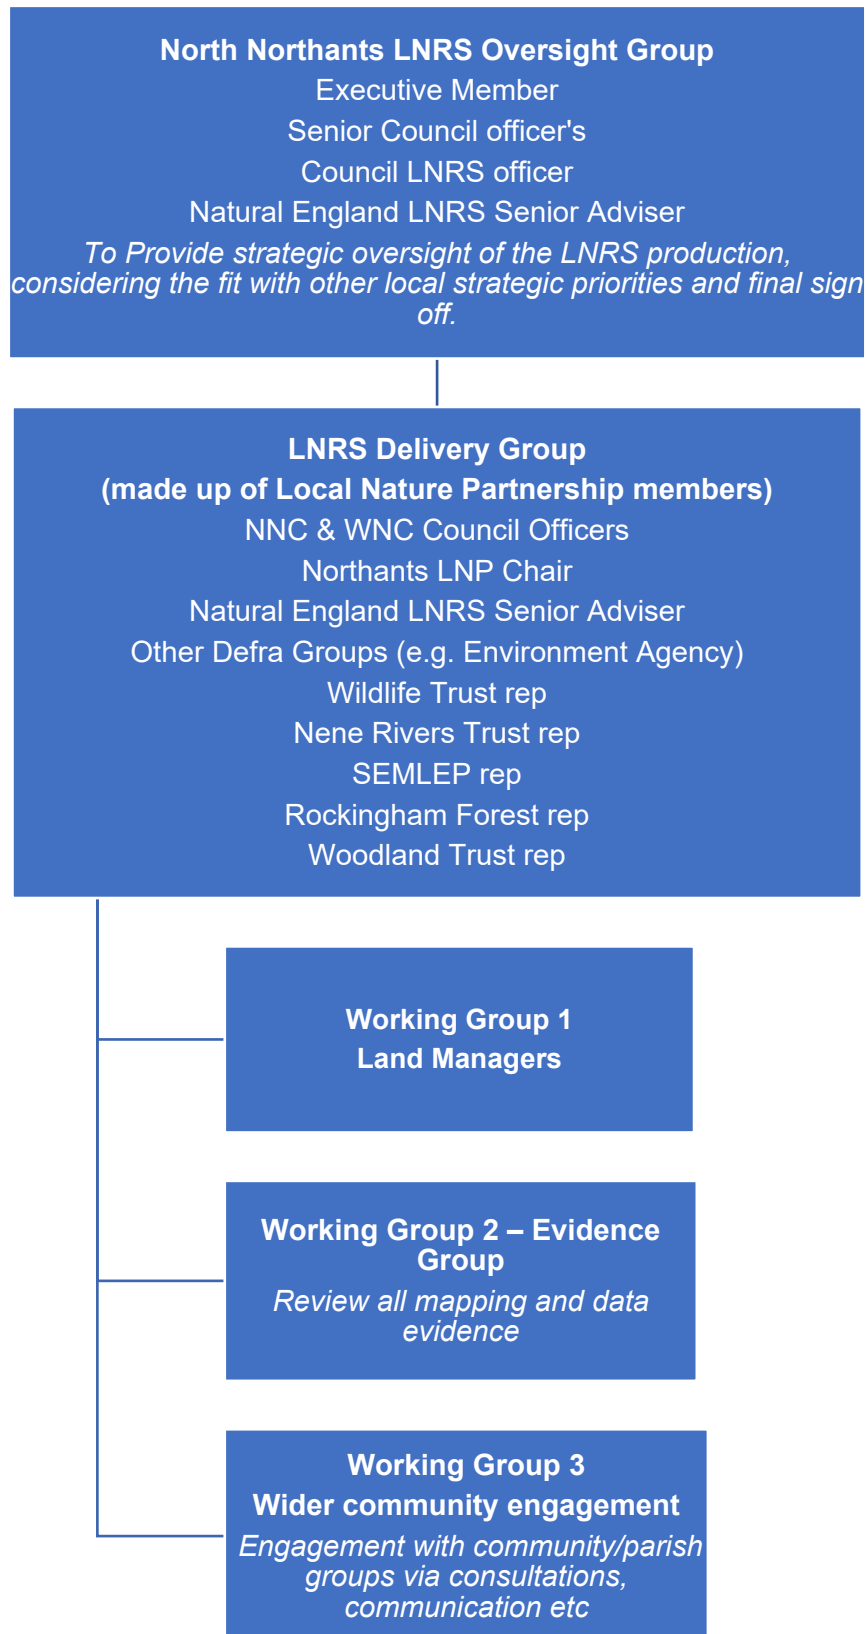 North Northants LNRS Oversight Group
Executive Member
Senior Council officer's
Council LNRS officer
Natural England LNRS Senior Adviser
To Provide strategic oversight of the LNRS production,
considering the fit with other local strategic priorities and final sign
off.
LNRS Delivery Group
(made up of Local Nature Partnership members)
NNC & WNC Council Officers
Northants LNP Chair
Natural England LNRS Senior Adviser
Other Defra Groups (e.g. Environment Agency)
Wildlife Trust rep
Nene Rivers Trust rep
SEMLEP rep
Rockingham Forest rep
Woodland Trust rep
Working Group 1
Land Managers
Working Group 2 – Evidence
Group
Review all mapping and data
evidence
Working Group 3
Wider community engagement
Engagement with community/parish
groups via consultations,
communication etc